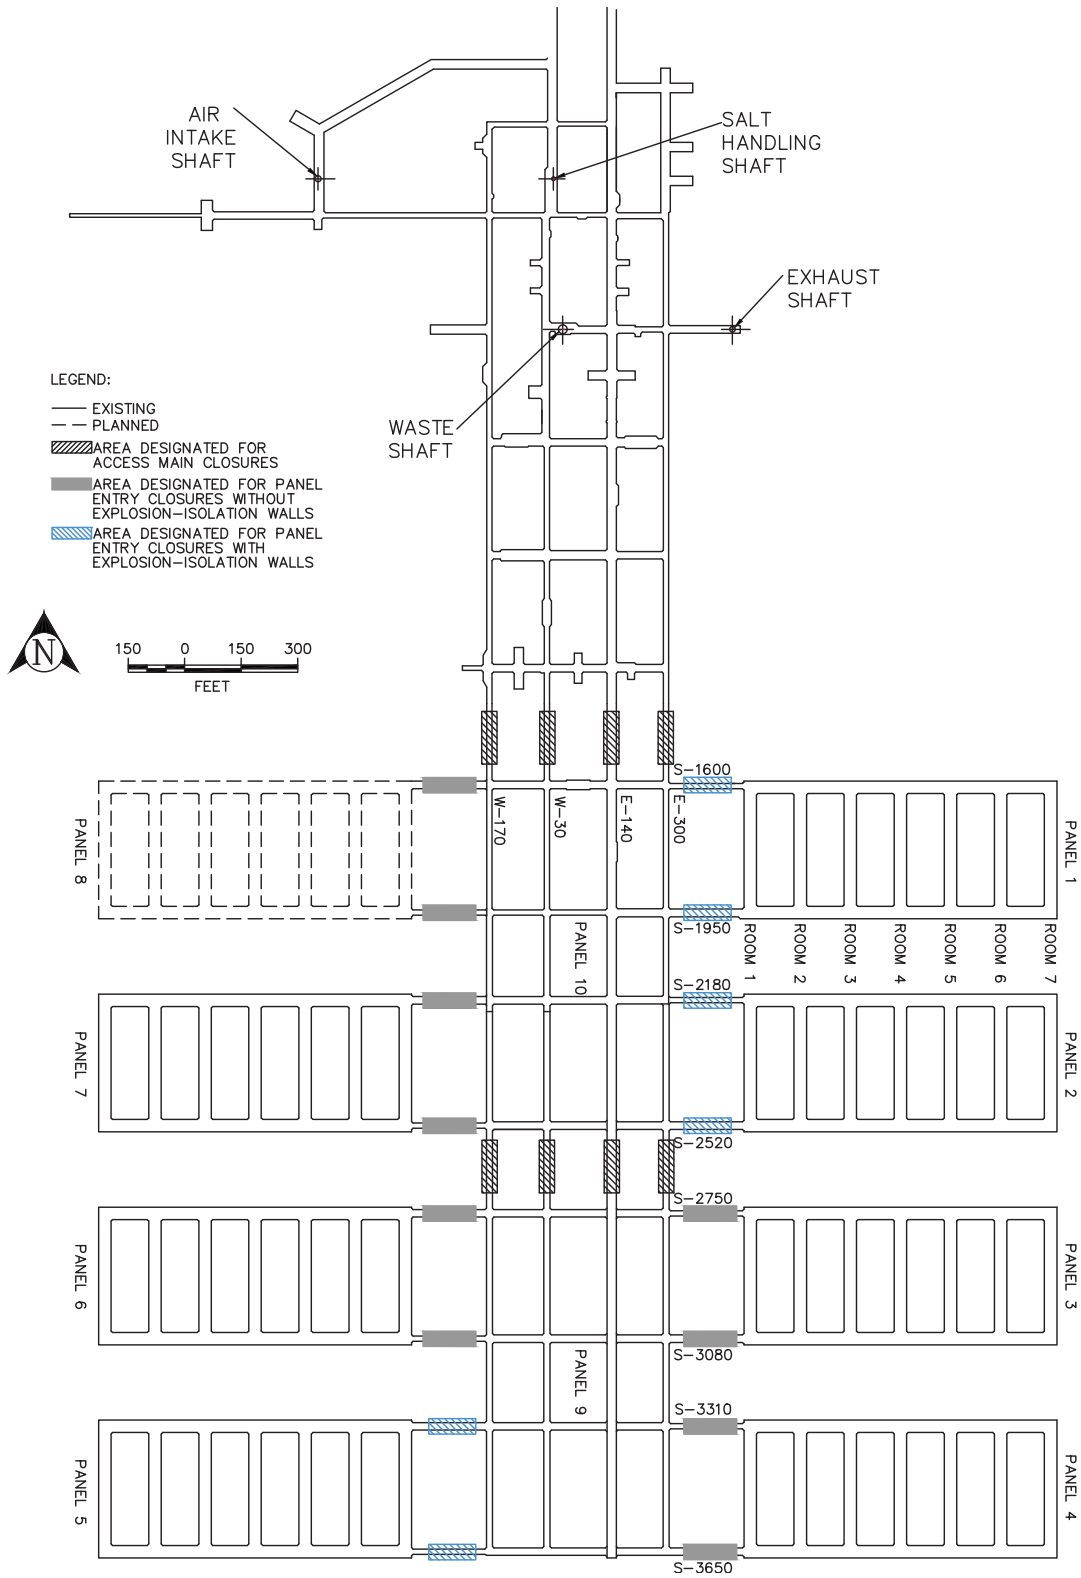 AIR
INTAKE
SHAFT
SALT
HANDLING
SHAFT
EXHAUST
SHAFT
WASTE
SHAFT
LEGEND:
EXISTING
PLANNED
AREA DESIGNATED FOR
ACCESS MAIN CLOSURES
AREA DESIGNATED FOR PANEL
ENTRY CLOSURES WITHOUT
EXPLOSION-ISOLATION WALLS
AREA DESIGNATED FOR PANEL
ENTRY CLOSURES WITH
EXPLOSION-ISOLATION WALLS
N
150 0 150 300
FEET
S-1600
W-170
W-30
E-140
E-300
PANEL 8
PANEL 1
S-1950
PANEL 10
ROOM 1
ROOM 2
ROOM 3
ROOM 4
ROOM 5
ROOM 6
ROOM 7
S-2180
PANEL 7
PANEL 2
S-2520
S-2750
PANEL 6
PANEL 3
S-3080
PANEL 9
S-3310
PANEL 5
PANEL 4
S-3650